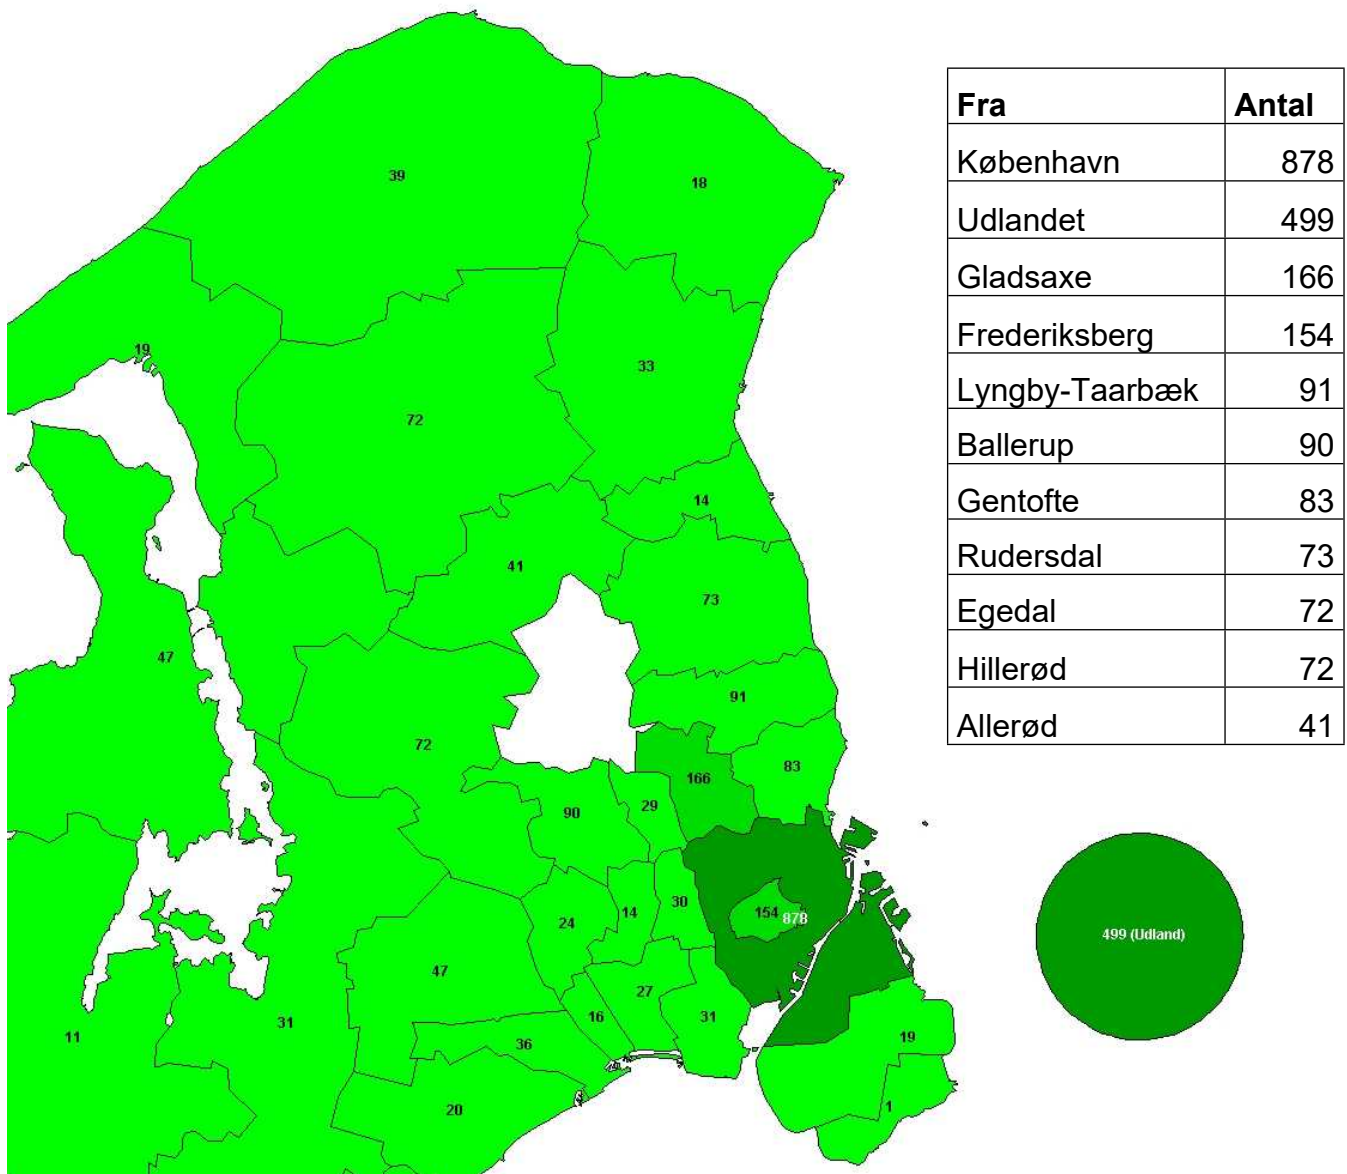 Fra Antal
København 878
Udlandet 499
Gladsaxe 166
Frederiksberg 154
Lyngby-Taarbæk 91
Ballerup 90
Gentofte 83
Rudersdal 73
Egedal 72
Hillerød 72
Allerød 41
39
18
19
33
72
14
41
73
47
91
72
83
166
90
29
30
154
878
24
14
499 (Udland)
47
27
16
31
31
11
36
19
20
1